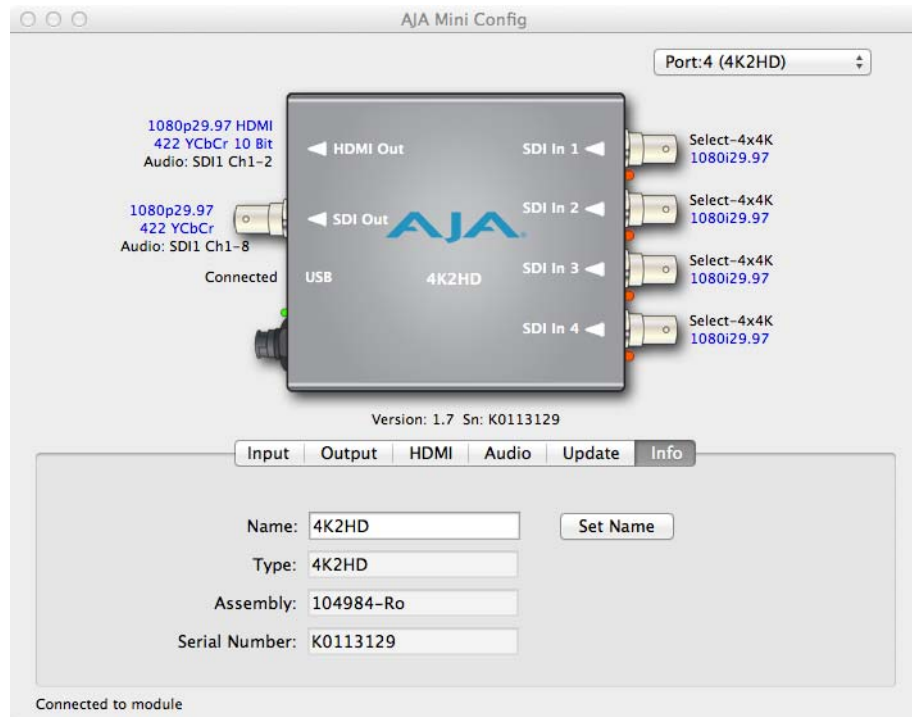 AJA Mini Config
Port:4 (4K2HD)
1080p29.97 HDMI
422 YCbCr 10 Bit
Audio: SDI1 Ch1-2
HDMI Out
SDI In 1
Select-4x4K
1080i29.97
1080p29.97
422 YCbCr
Audio: SDI1 Ch1-8
SDI Out
AJA
SDI In 2
Select-4x4K
1080i29.97
Connected
USB
4K2HD
SDI In 3
Select-4x4K
1080i29.97
SDI In 4
Select-4x4K
1080i29.97
Version: 1.7 Sn: K0113129
Input Output HDMI Audio Update Info
Name: 4K2HD Set Name
Type: 4K2HD
Assembly: 104984-Ro
Serial Number: K0113129
Connected to module